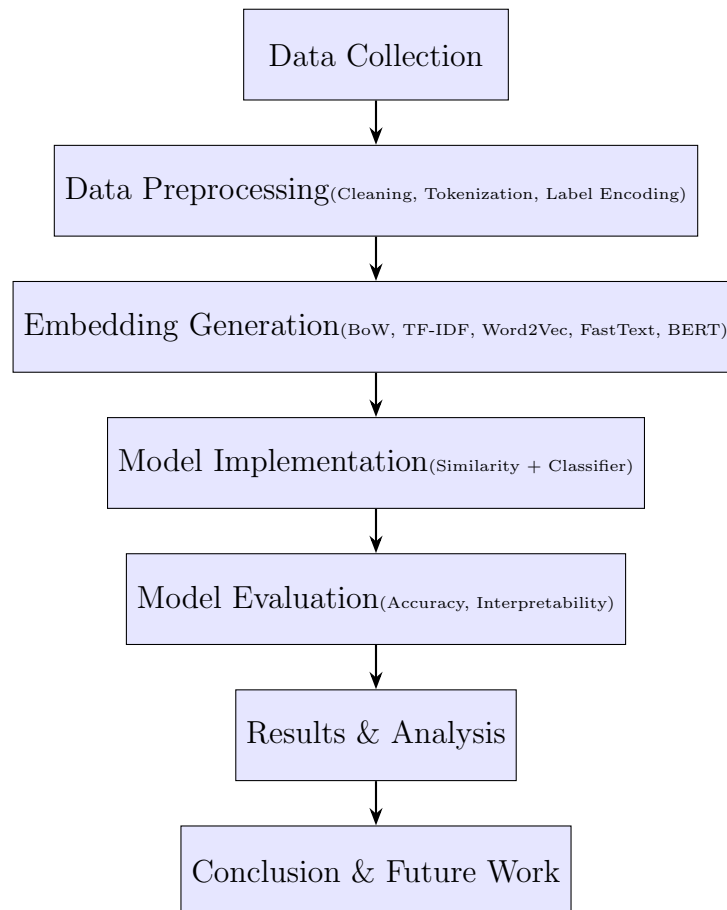 Data Collection
Data Preprocessing(Cleaning, Tokenization, Label Encoding)
Embedding Generation(BoW, TF-IDF, Word2Vec, FastText, BERT)
Model Implementation(Similarity + Classifier)
Model Evaluation(Accuracy, Interpretability)
Results & Analysis
Conclusion & Future Work